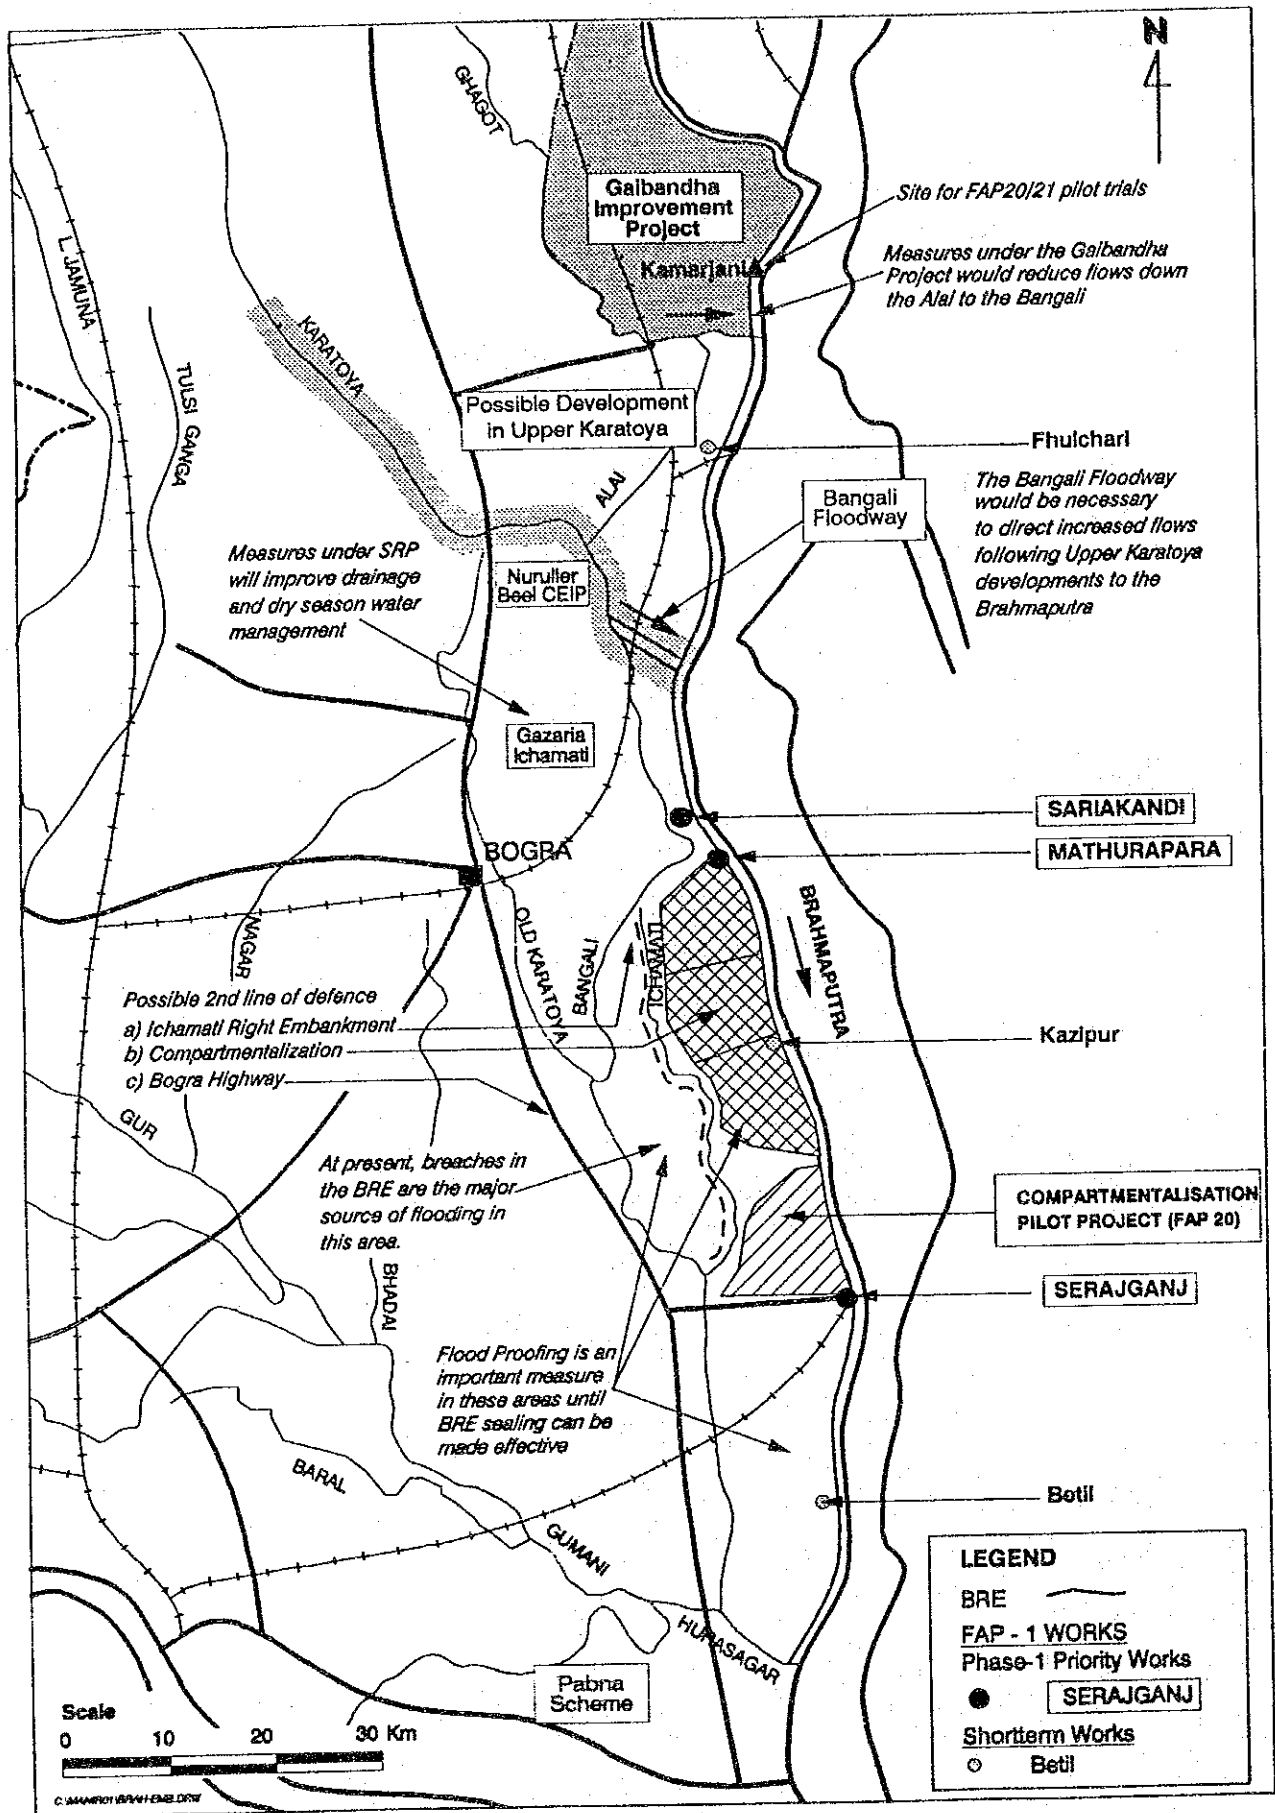 N
GHAGOT
Gaibandha
Improvement
Project
Site for FAP20/21 pilot trials
Kamarjani
Measures under the Gaibandha
Project would reduce flows down
the Alai to the Bangali
L. JAMUNA
KARATOYA
TULSI GANGA
Possible Development
in Upper Karatoya
Fhulchari
ALAI
Bangali
Floodway
The Bangali Floodway
would be necessary
to direct increased flows
following Upper Karatoya
developments to the
Brahmaputra
Measures under SRP
will improve drainage
and dry season water
management
Nuruller
Beel CEIP
Gazaria
Ichamati
SARIAKANDI
MATHURAPARA
BOGRA
NAGAR
OLD KARATOYA
BANGALI
ICHAMATI
BRAHMAPUTRA
Possible 2nd line of defence
a) Ichamati Right Embankment
b) Compartmentalization
c) Bogra Highway
Kazipur
GUR
At present, breaches in
the BRE are the major
source of flooding in
this area.
COMPARTMENTALISATION
PILOT PROJECT (FAP 20)
BHADAI
SERAJGANJ
Flood Proofing is an
important measure
in these areas until
BRE sealing can be
made effective
BARAL
Betil
GUMANI
HURASAGAR
Pabna
Scheme
LEGEND
BRE
FAP - 1 WORKS
Phase-1 Priority Works
SERAJGANJ
Shortterm Works
Betil
Scale
0 10 20 30 Km